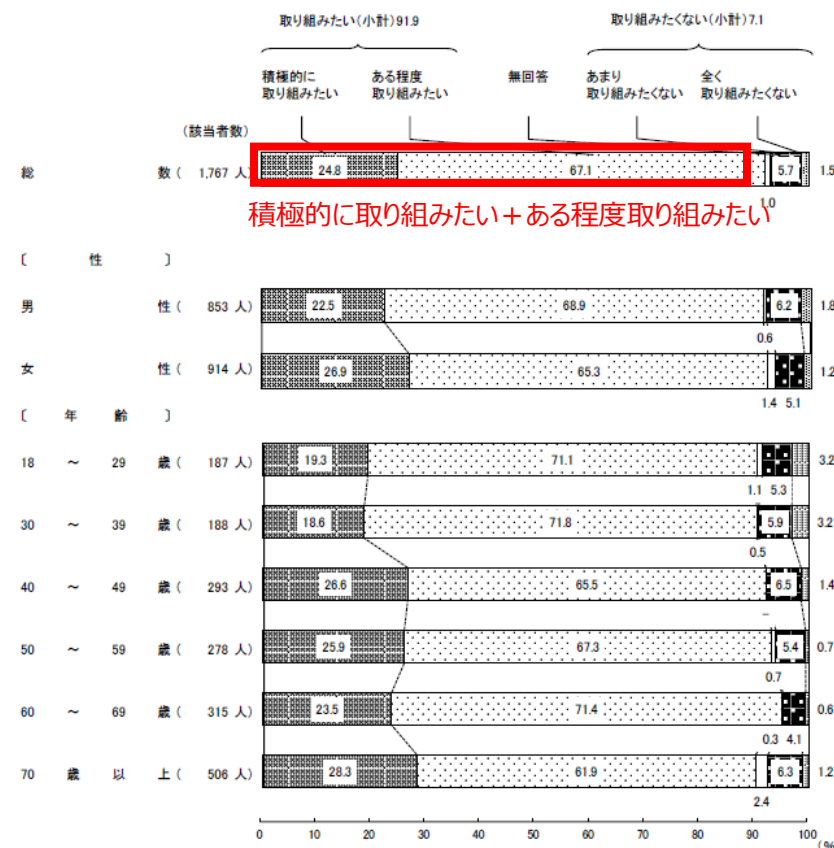 取り組みたい(小計)91.9 取り組みたくない(小計)7.1
積極的に取り組みたい ある程度取り組みたい 無回答 あまり取り組みたくない 全く取り組みたくない
(該当者数)
総 数 ( 1,767 人) 24.8 67.1 5.7 1.5
1.0
積極的に取り組みたい+ある程度取り組みたい
〔 性 〕
男 性 ( 853 人) 22.5 68.9 6.2 1.8
0.6
女 性 ( 914 人) 26.9 65.3 1.2
1.4 5.1
〔 年 齢 〕
18 ~ 29 歳 ( 187 人) 19.3 71.1 3.2
1.1 5.3
30 ~ 39 歳 ( 188 人) 18.6 71.8 5.9 3.2
0.5
40 ~ 49 歳 ( 293 人) 26.6 65.5 6.5 1.4
-
50 ~ 59 歳 ( 278 人) 25.9 67.3 5.4 0.7
0.7
60 ~ 69 歳 ( 315 人) 23.5 71.4 0.6
0.3 4.1
70 歳 以 上 ( 506 人) 28.3 61.9 6.3 1.2
2.4
0 10 20 30 40 50 60 70 80 90 100
(%